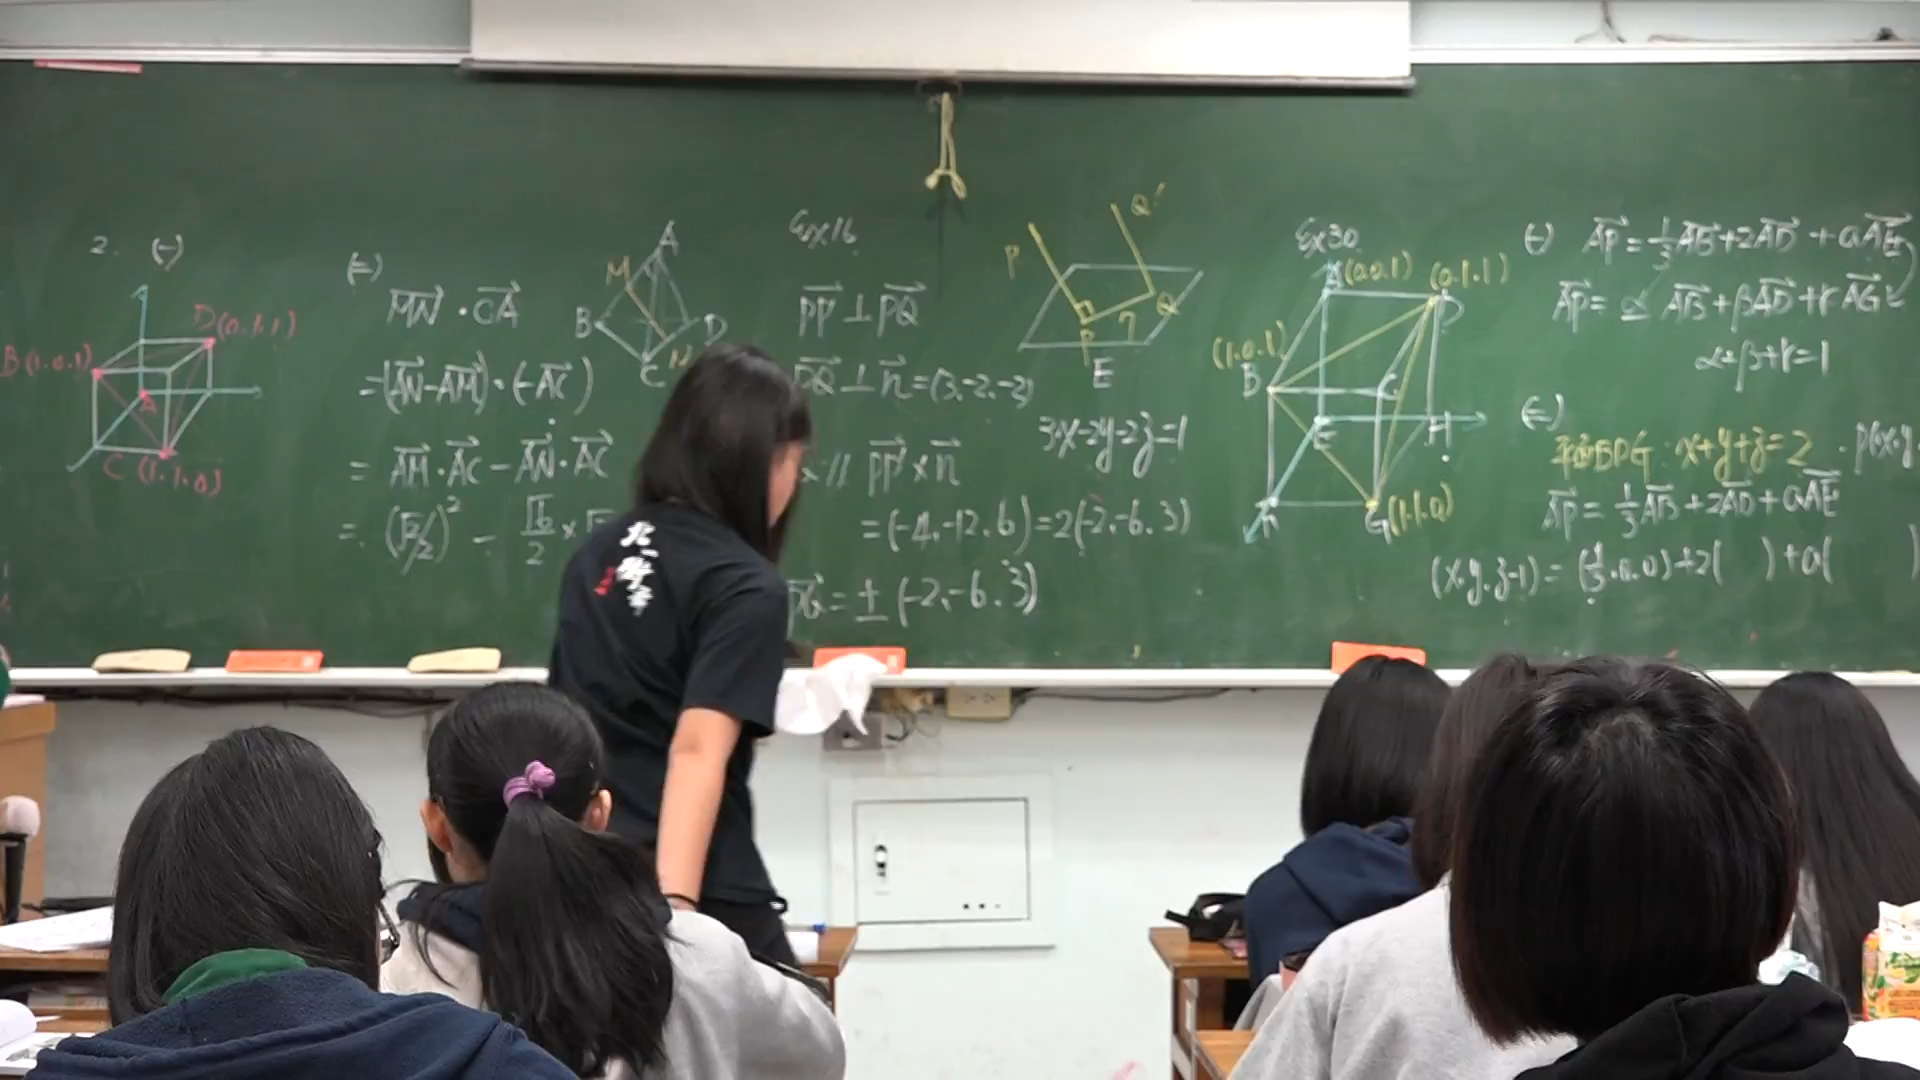 2. (一)
D(0.1.1)
B(1.0.1)
A
C(1.1.0)
(二)
MN · CA
=(AN-AM)·(-AC)
= AM·AC - AN·AC
A
M
B
D
N
C
Ex16
PP' ⊥ PQ
⊥ n=(3.-2.-2)
3x-2y-2z=1
// PP' × n
=(-4.-12.6)=2(-2.-6.3)
= ± (-2.-6.3)
P
Q'
Q
7
E
Ex30
A(0.0.1)
(0.1.1)
D
(1.0.1)
B
C
E
H
G(1.1.0)
(一) AP = 1/3 AB + 2AD + aAE
AP = α AB + βAD + rAG
α+β+r=1
(二)
平面BDG: x+y+z=2
AP = 1/3 AB + 2AD + aAE
(x.y.z-1) = (1/3.0.0)+2( )+a( )
北一